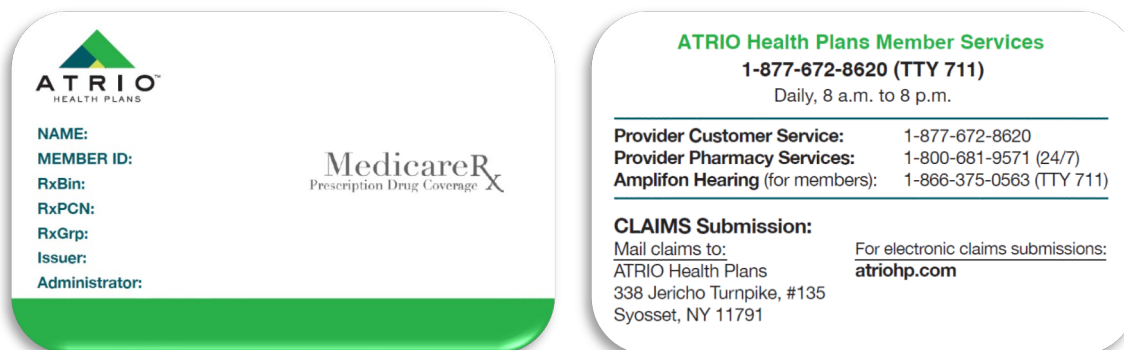 ATRIO™
HEALTH PLANS
NAME:
MEMBER ID:
RxBin:
RxPCN:
RxGrp:
Issuer:
Administrator:
MedicareRx
Prescription Drug Coverage
ATRIO Health Plans Member Services
1-877-672-8620 (TTY 711)
Daily, 8 a.m. to 8 p.m.
Provider Customer Service: 1-877-672-8620
Provider Pharmacy Services: 1-800-681-9571 (24/7)
Amplifon Hearing (for members): 1-866-375-0563 (TTY 711)
CLAIMS Submission:
Mail claims to:
ATRIO Health Plans
338 Jericho Turnpike, #135
Syosset, NY 11791
For electronic claims submissions:
atriohp.com